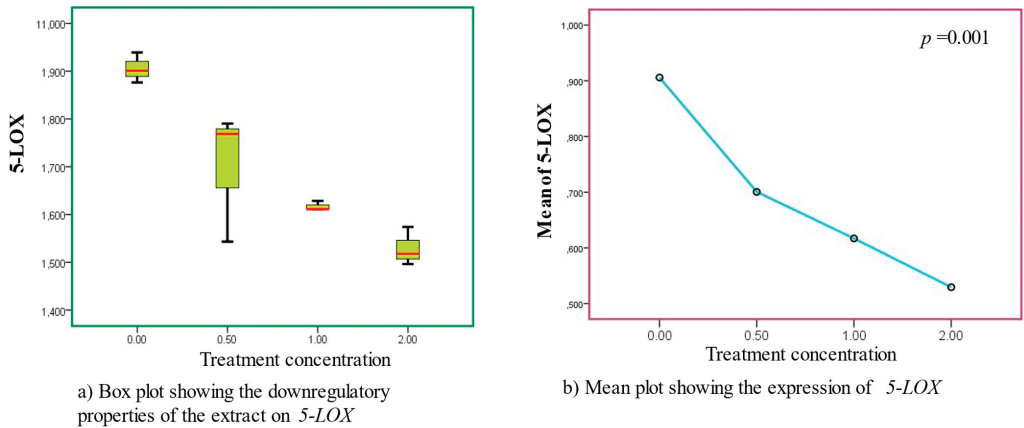 11,000
1,900
1,800
1,700
1,600
1,500
1,400
5-LOX
0.00 0.50 1.00 2.00
Treatment concentration
a) Box plot showing the downregulatory
properties of the extract on 5-LOX
p =0.001
1,000
,900
,800
,700
,600
,500
Mean of 5-LOX
0.00 0.50 1.00 2.00
Treatment concentration
b) Mean plot showing the expression of 5-LOX